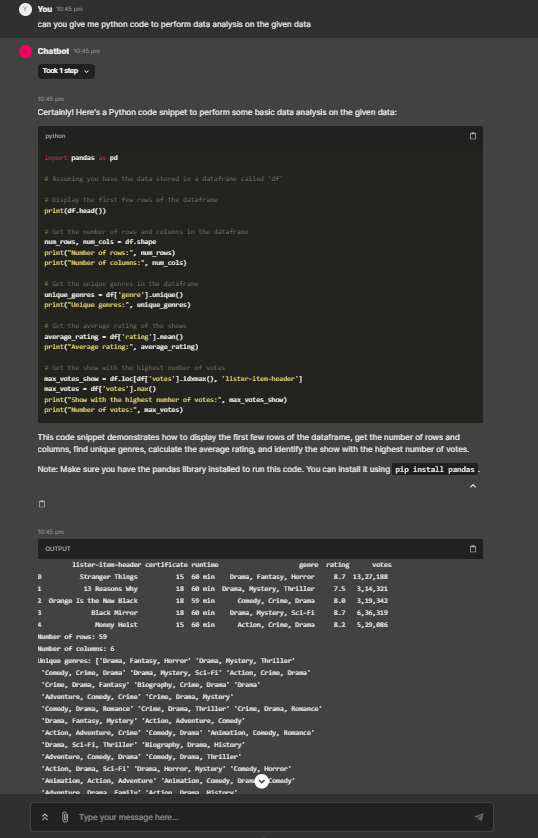 Y You 10:45 pm
can you give me python code to perform data analysis on the given data
Chatbot 10:45 pm
Took 1 step
10:45 pm
Certainly! Here's a Python code snippet to perform some basic data analysis on the given data:
python
import pandas as pd
# Assuming you have the data stored in a dataframe called 'df'
# Display the first few rows of the dataframe
print(df.head())
# Get the number of rows and columns in the dataframe
num_rows, num_cols = df.shape
print("Number of rows:", num_rows)
print("Number of columns:", num_cols)
# Get the unique genres in the dataframe
unique_genres = df['genre'].unique()
print("Unique genres:", unique_genres)
# Get the average rating of the shows
average_rating = df['rating'].mean()
print("Average rating:", average_rating)
# Get the show with the highest number of votes
max_votes_show = df.loc[df['votes'].idxmax(), 'lister-item-header']
max_votes = df['votes'].max()
print("Show with the highest number of votes:", max_votes_show)
print("Number of votes:", max_votes)
This code snippet demonstrates how to display the first few rows of the dataframe, get the number of rows and
columns, find unique genres, calculate the average rating, and identify the show with the highest number of votes.
Note: Make sure you have the pandas library installed to run this code. You can install it using pip install pandas .
10:45 pm
OUTPUT
lister-item-header certificate runtime genre rating votes
0 Stranger Things 15 60 min Drama, Fantasy, Horror 8.7 13,27,188
1 13 Reasons Why 18 60 min Drama, Mystery, Thriller 7.5 3,14,321
2 Orange Is the New Black 18 59 min Comedy, Crime, Drama 8.0 3,19,342
3 Black Mirror 18 60 min Drama, Mystery, Sci-Fi 8.7 6,36,319
4 Money Heist 15 60 min Action, Crime, Drama 8.2 5,29,086
Number of rows: 59
Number of columns: 6
Unique genres: ['Drama, Fantasy, Horror' 'Drama, Mystery, Thriller'
'Comedy, Crime, Drama' 'Drama, Mystery, Sci-Fi' 'Action, Crime, Drama'
'Crime, Drama, Fantasy' 'Biography, Crime, Drama' 'Drama'
'Adventure, Comedy, Crime' 'Crime, Drama, Mystery'
'Comedy, Drama, Romance' 'Crime, Drama, Thriller' 'Crime, Drama, Romance'
'Drama, Fantasy, Mystery' 'Action, Adventure, Comedy'
'Action, Adventure, Crime' 'Comedy, Drama' 'Animation, Comedy, Romance'
'Drama, Sci-Fi, Thriller' 'Biography, Drama, History'
'Adventure, Comedy, Drama' 'Comedy, Drama, Thriller'
'Action, Drama, Sci-Fi' 'Drama, Horror, Mystery' 'Comedy, Horror'
'Animation, Action, Adventure' 'Animation, Comedy, Comedy'
'Adventure, Drama, Family' 'Action, Drama, History'
Type your message here...